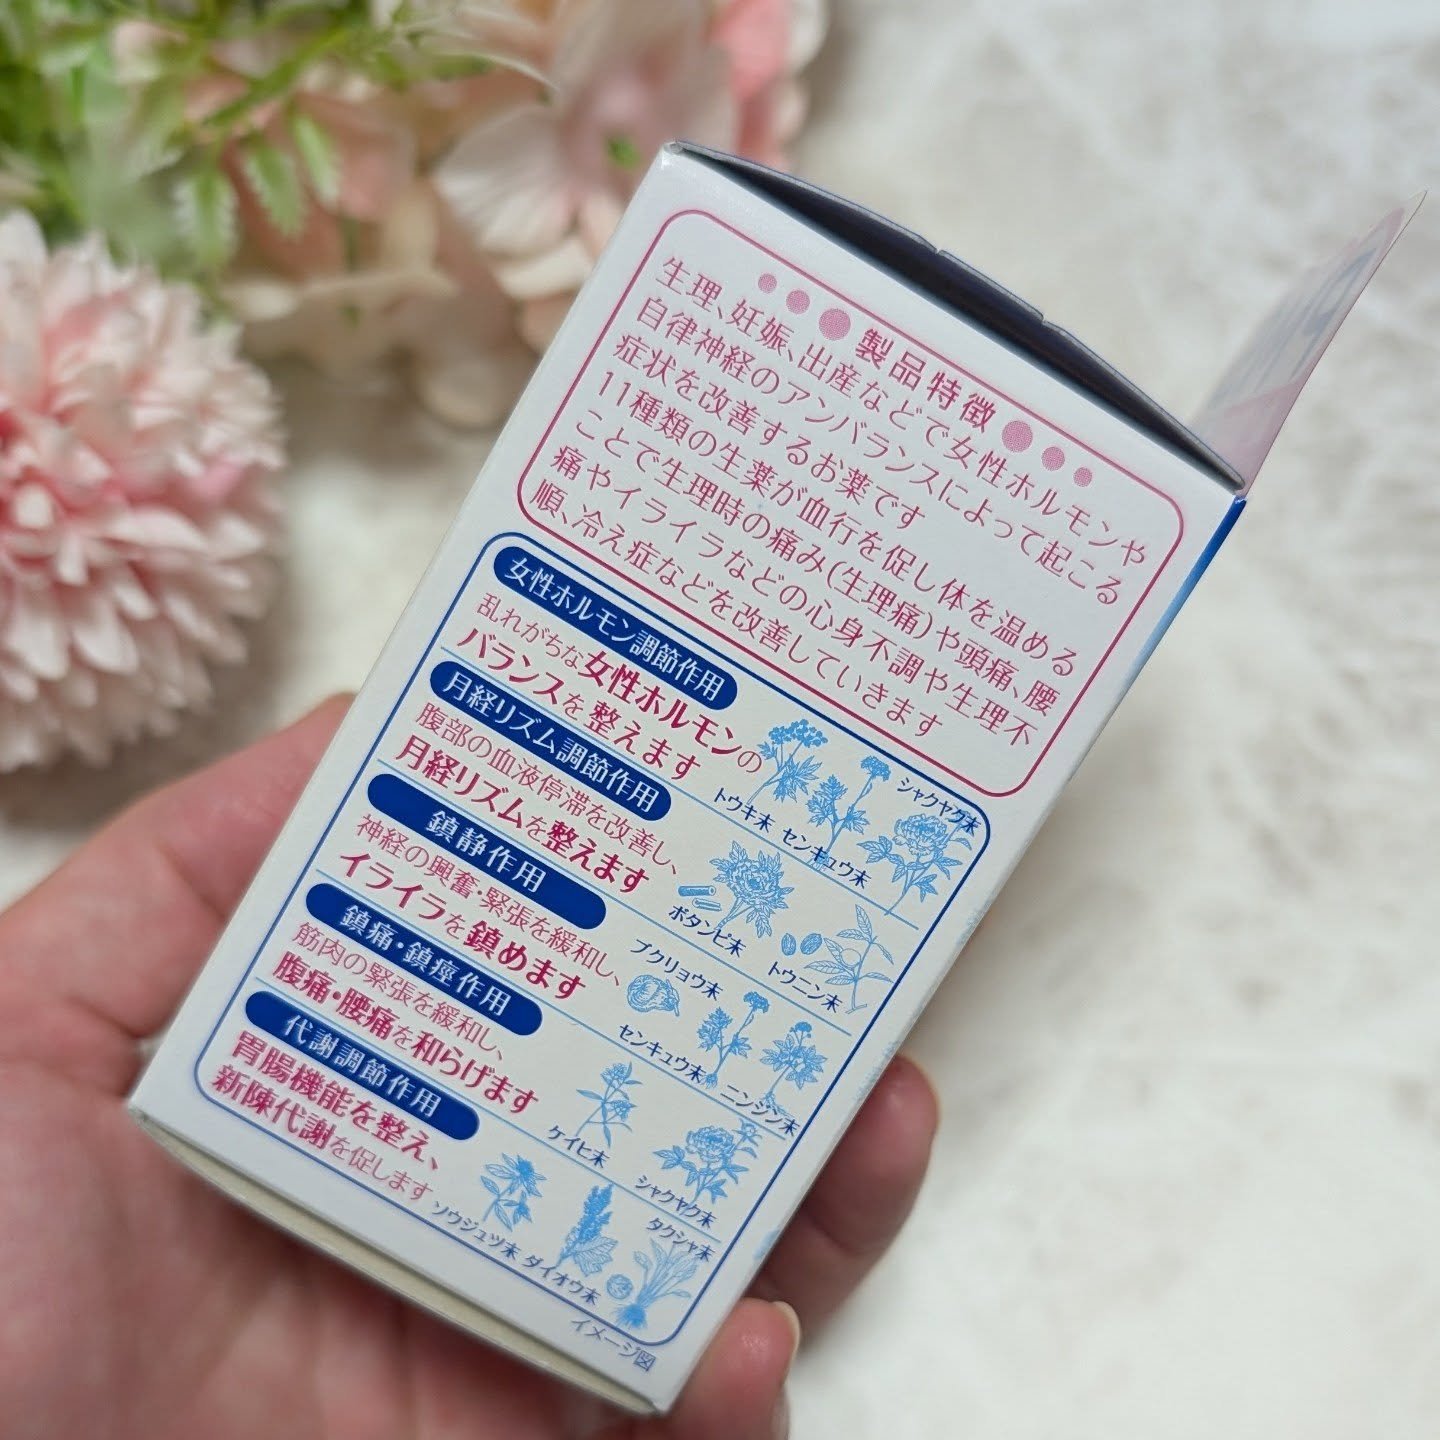 製品特徴
生理、妊娠、出産などで女性ホルモンや
自律神経のアンバランスによって起こる
症状を改善するお薬です
11種類の生薬が血行を促し体を温める
ことで生理時の痛み(生理痛)や頭痛、腰
痛やイライラなどの心身不調や生理不
順、冷え症などを改善していきます
女性ホルモン調節作用
乱れがちな女性ホルモンの
バランスを整えます
トウキ末 センキュウ末 シャクヤク末
月経リズム調節作用
腹部の血液停滞を改善し、
月経リズムを整えます
ボタンピ末 トウニン末
鎮静作用
神経の興奮・緊張を緩和し、
イライラを鎮めます
ブクリョウ末 センキュウ末 ニンジン末
鎮痛・鎮痙作用
筋肉の緊張を緩和し、
腹痛・腰痛を和らげます
ケイヒ末 シャクヤク末
代謝調節作用
胃腸機能を整え、
新陳代謝を促します
ソウジュツ末 ダイオウ末 タクシャ末
イメージ図